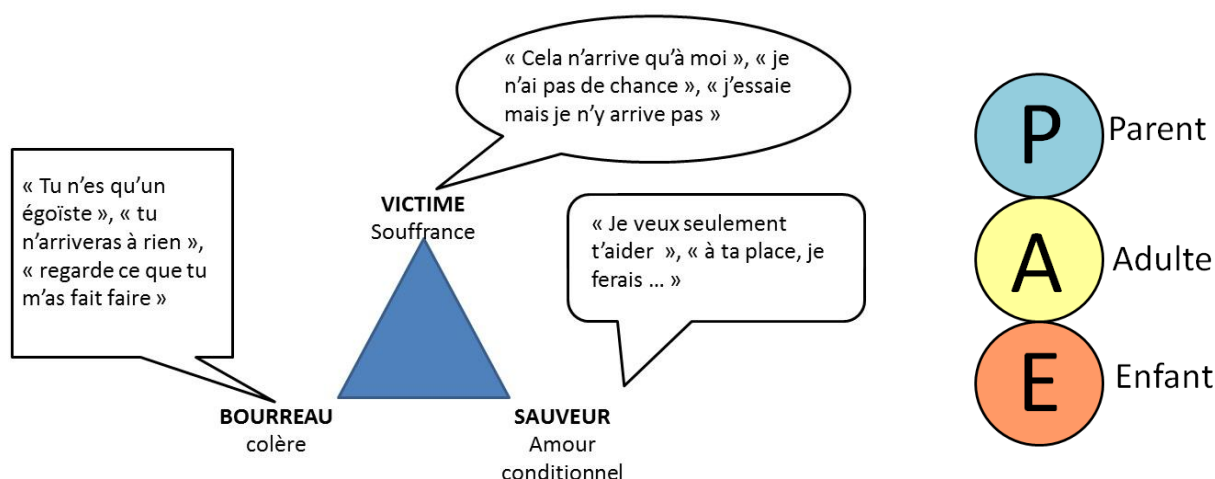 « Cela n’arrive qu’à moi », « je
n’ai pas de chance », « j’essaie
mais je n’y arrive pas »
« Tu n’es qu’un
égoïste », « tu
n’arriveras à rien »,
« regarde ce que tu
m’as fait faire »
VICTIME
Souffrance
« Je veux seulement
t’aider  », « à ta place, je
ferais ... »
BOURREAU
colère
SAUVEUR
Amour
conditionnel
P Parent
A Adulte
E Enfant